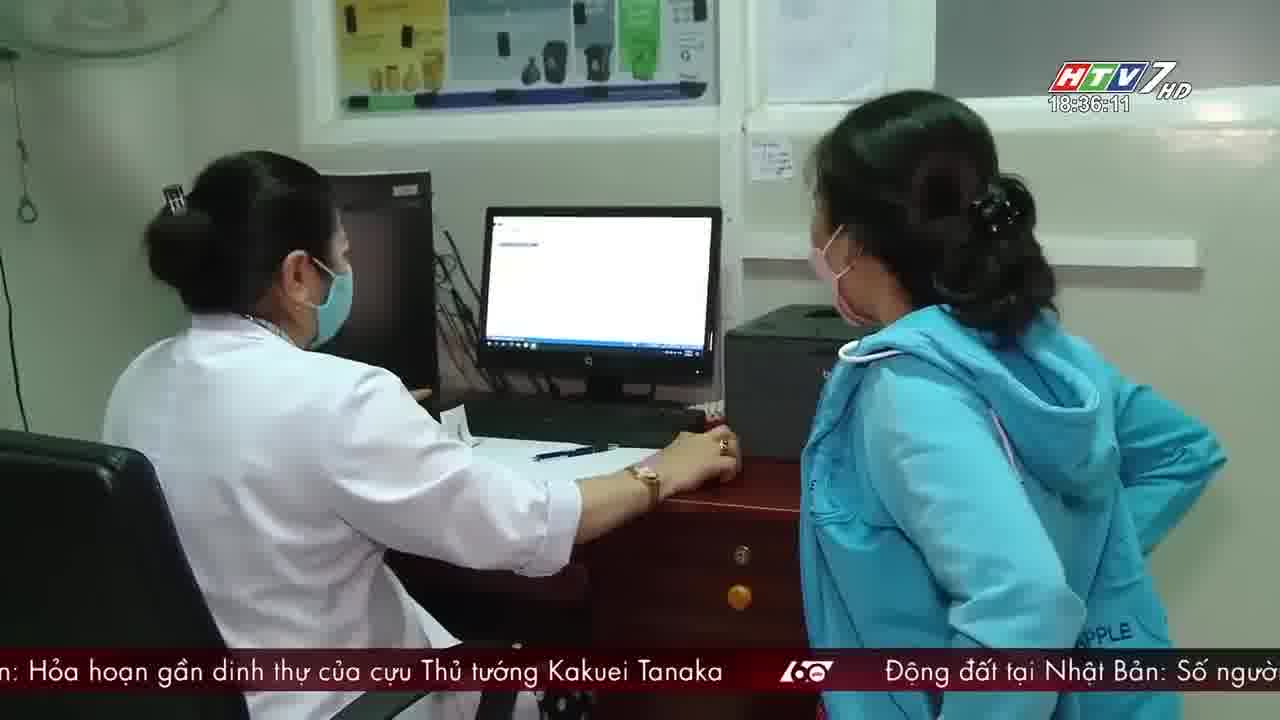 HTV7 HD
18:36:11
APPLE
n: Hỏa hoạn gần dinh thự của cựu Thủ tướng Kakuei Tanaka 60 Động đất tại Nhật Bản: Số người